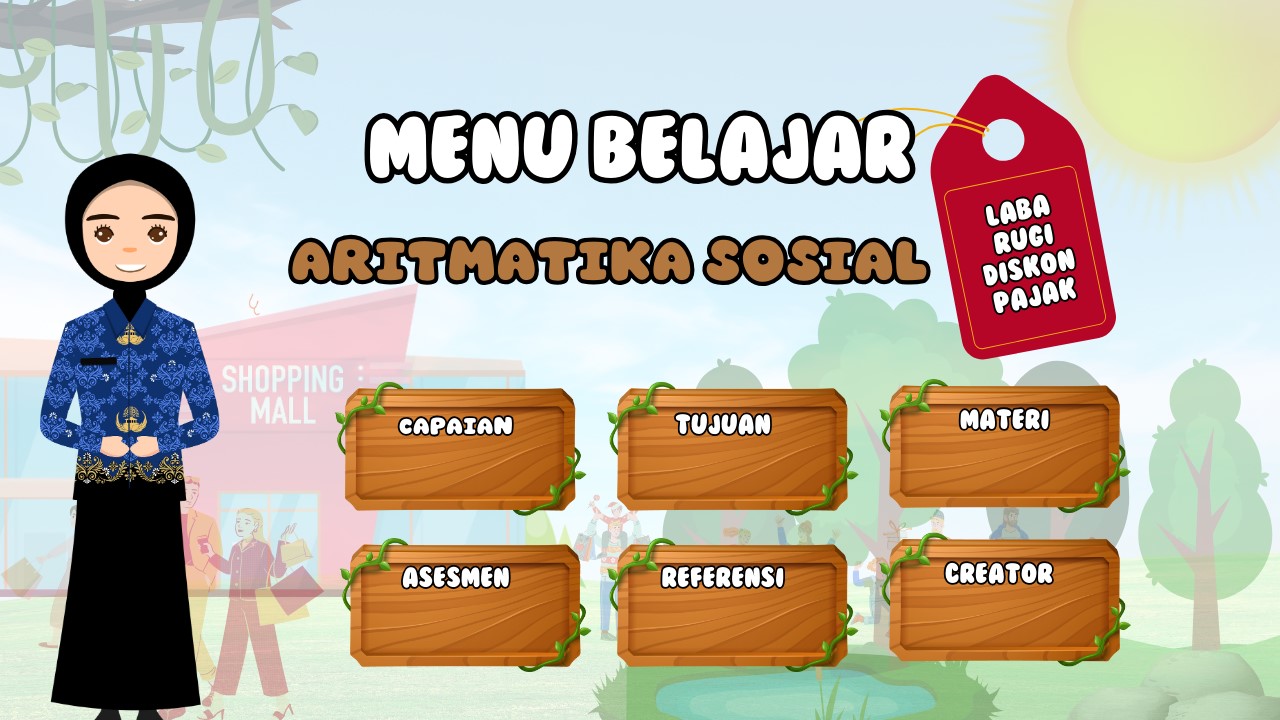 MENU BELAJAR
ARITMATIKA SOSIAL
LABA
RUGI
DISKON
PAJAK
SHOPPING
MALL
CAPAIAN
TUJUAN
MATERI
ASESMEN
REFERENSI
CREATOR